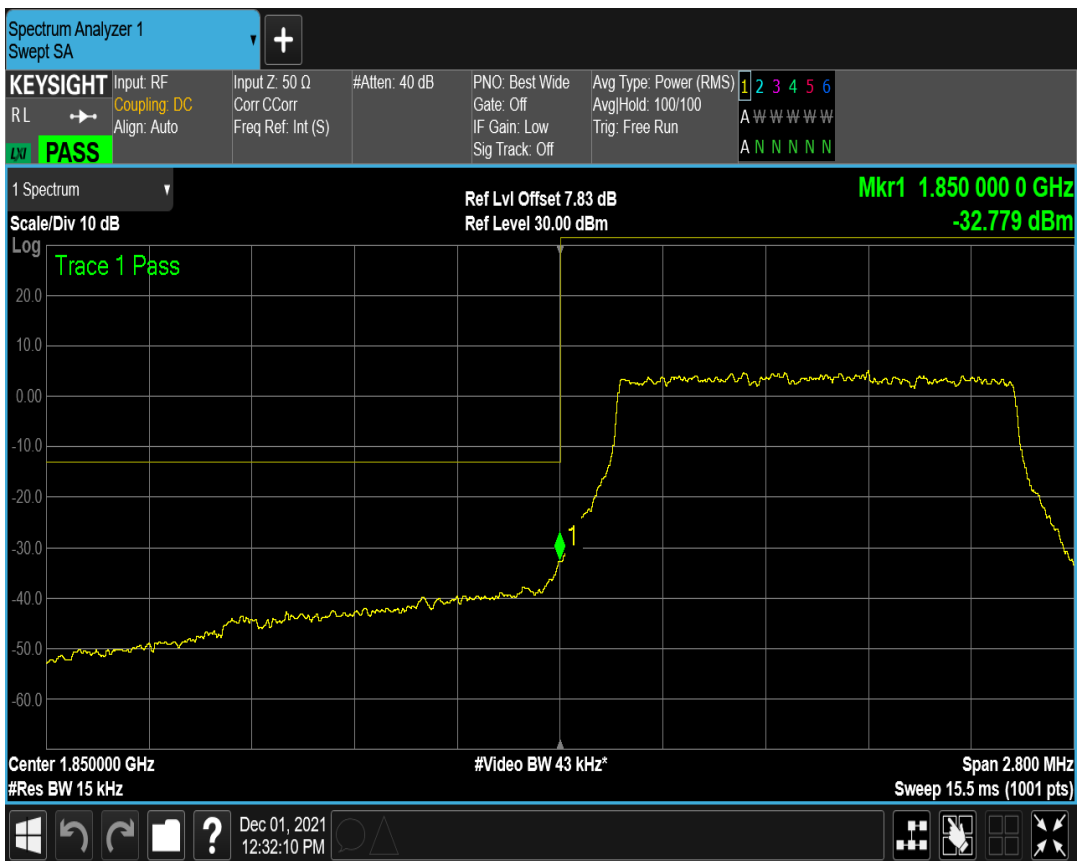 Spectrum Analyzer 1
Swept SA
+
KEYSIGHT
R L
LXI PASS
Input: RF
Coupling: DC
Align: Auto
Input Z: 50 Ω
Corr CCorr
Freq Ref: Int (S)
#Atten: 40 dB
PNO: Best Wide
Gate: Off
IF Gain: Low
Sig Track: Off
Avg Type: Power (RMS)
Avg|Hold: 100/100
Trig: Free Run
1 2 3 4 5 6
A W W W W W
A N N N N N
1 Spectrum
Scale/Div 10 dB
Ref Lvl Offset 7.83 dB
Ref Level 30.00 dBm
Mkr1 1.850 000 0 GHz
-32.779 dBm
Log
Trace 1 Pass
20.0
10.0
0.00
-10.0
-20.0
-30.0
-40.0
-50.0
-60.0
1
Center 1.850000 GHz
#Res BW 15 kHz
#Video BW 43 kHz*
Span 2.800 MHz
Sweep 15.5 ms (1001 pts)
?
Dec 01, 2021
12:32:10 PM